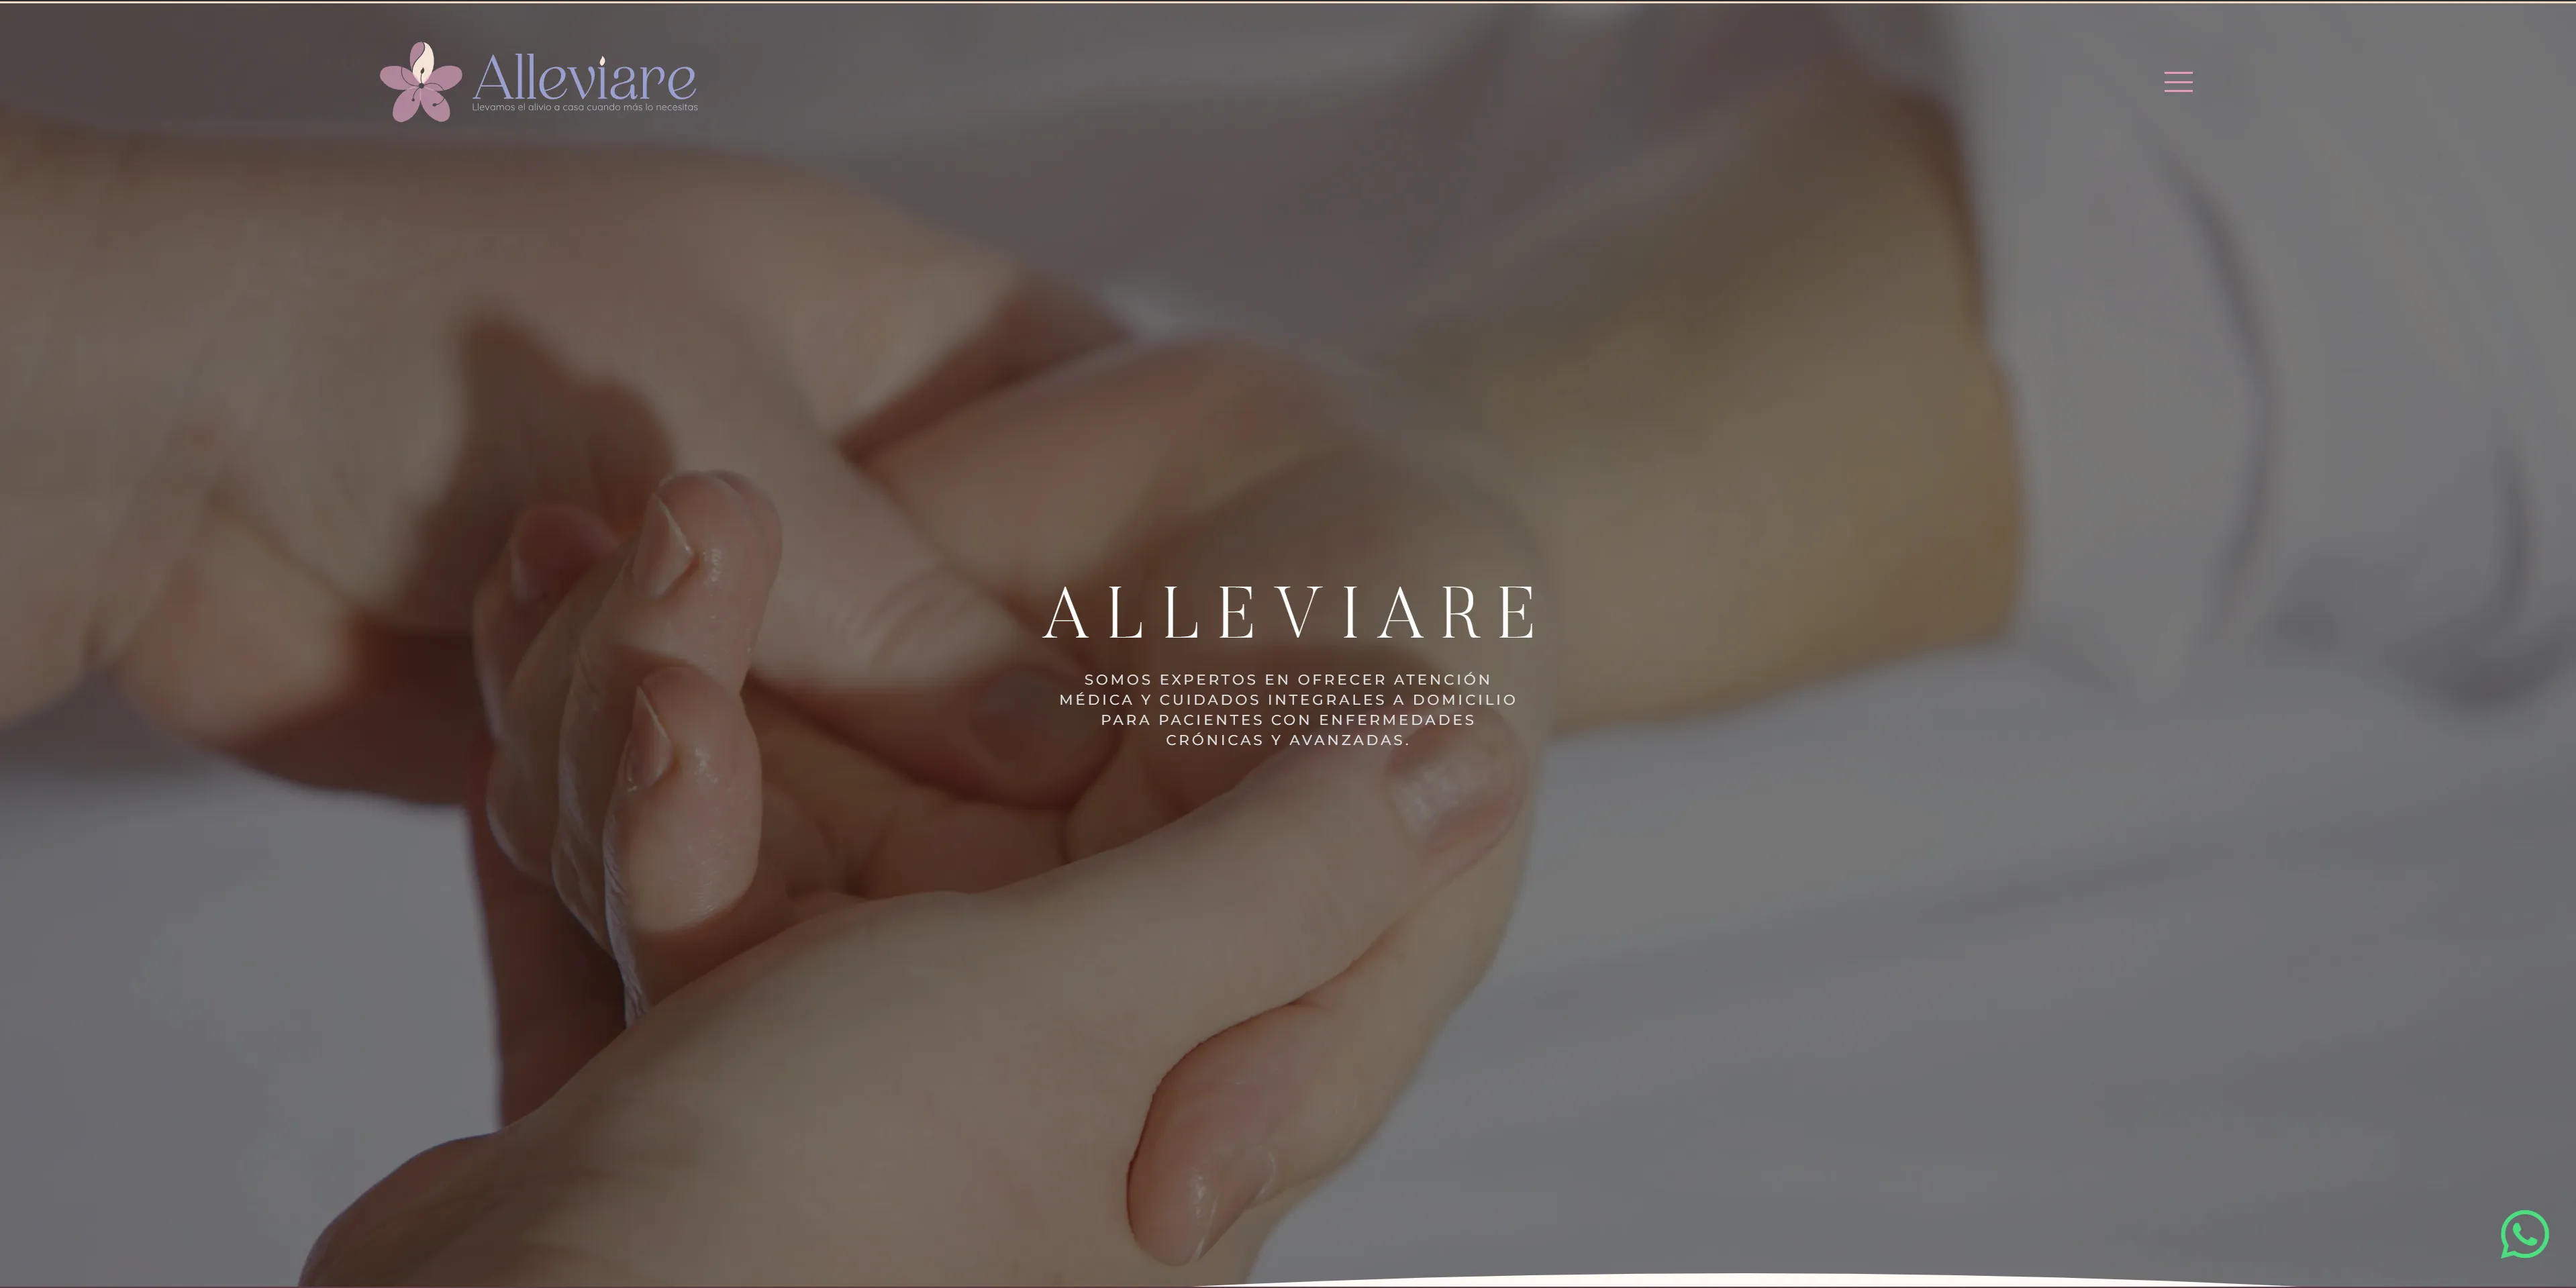 Alleviare
Llevamos el alivio a casa cuando más lo necesitas
ALLEVIARE
SOMOS EXPERTOS EN OFRECER ATENCIÓN
MÉDICA Y CUIDADOS INTEGRALES A DOMICILIO
PARA PACIENTES CON ENFERMEDADES
CRÓNICAS Y AVANZADAS.